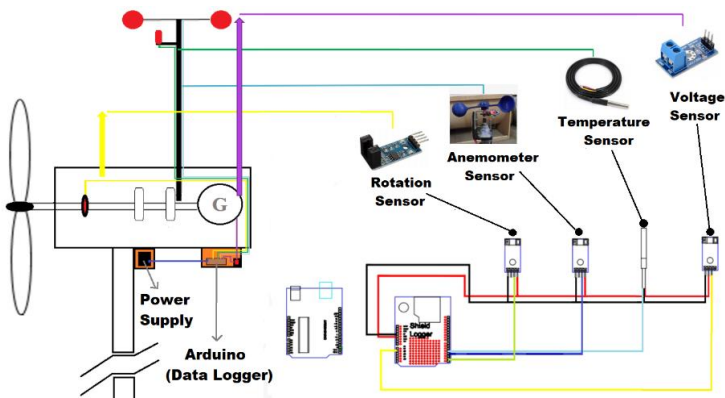 Voltage
Sensor
Temperature
Sensor
Anemometer
Sensor
Rotation
Sensor
G
Power
Supply
Arduino
(Data Logger)
Shield
Logger